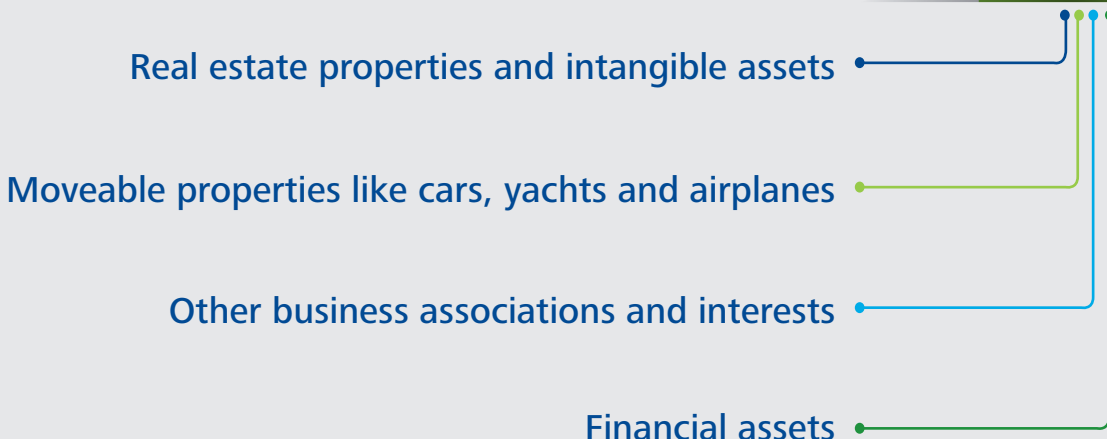 Real estate properties and intangible assets
Moveable properties like cars, yachts and airplanes
Other business associations and interests
Financial assets